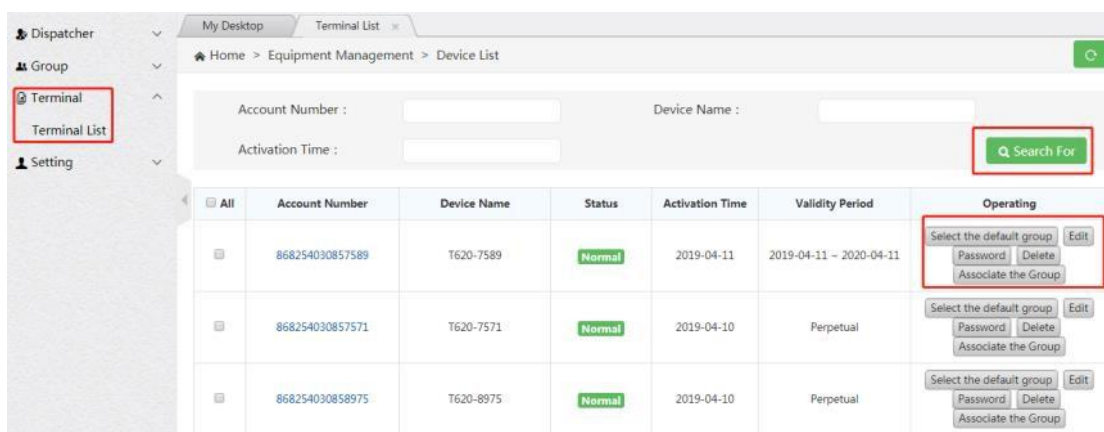 Dispatcher
Group
Terminal
Terminal List
Setting
My Desktop
Terminal List ×
Home > Equipment Management > Device List
Account Number :
Device Name :
Activation Time :
Search For
All
Account Number
Device Name
Status
Activation Time
Validity Period
Operating
868254030857589
T620-7589
Normal
2019-04-11
2019-04-11 ~ 2020-04-11
Select the default group
Edit
Password
Delete
Associate the Group
868254030857571
T620-7571
Normal
2019-04-10
Perpetual
Select the default group
Edit
Password
Delete
Associate the Group
868254030858975
T620-8975
Normal
2019-04-10
Perpetual
Select the default group
Edit
Password
Delete
Associate the Group